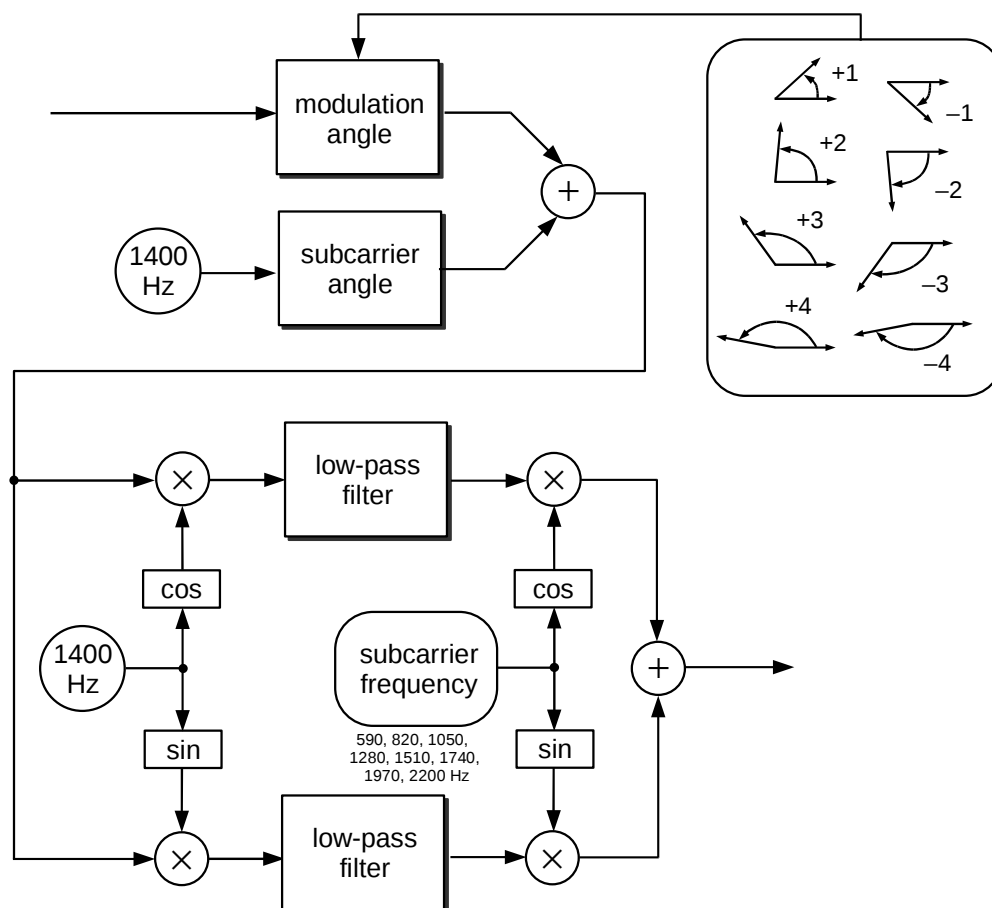 modulation
angle
+1
–1
+2
–2
+
1400
Hz
subcarrier
angle
+3
–3
+4
–4
×
low-pass
filter
×
cos
cos
1400
Hz
subcarrier
frequency
+
590, 820, 1050,
1280, 1510, 1740,
1970, 2200 Hz
sin
sin
×
low-pass
filter
×